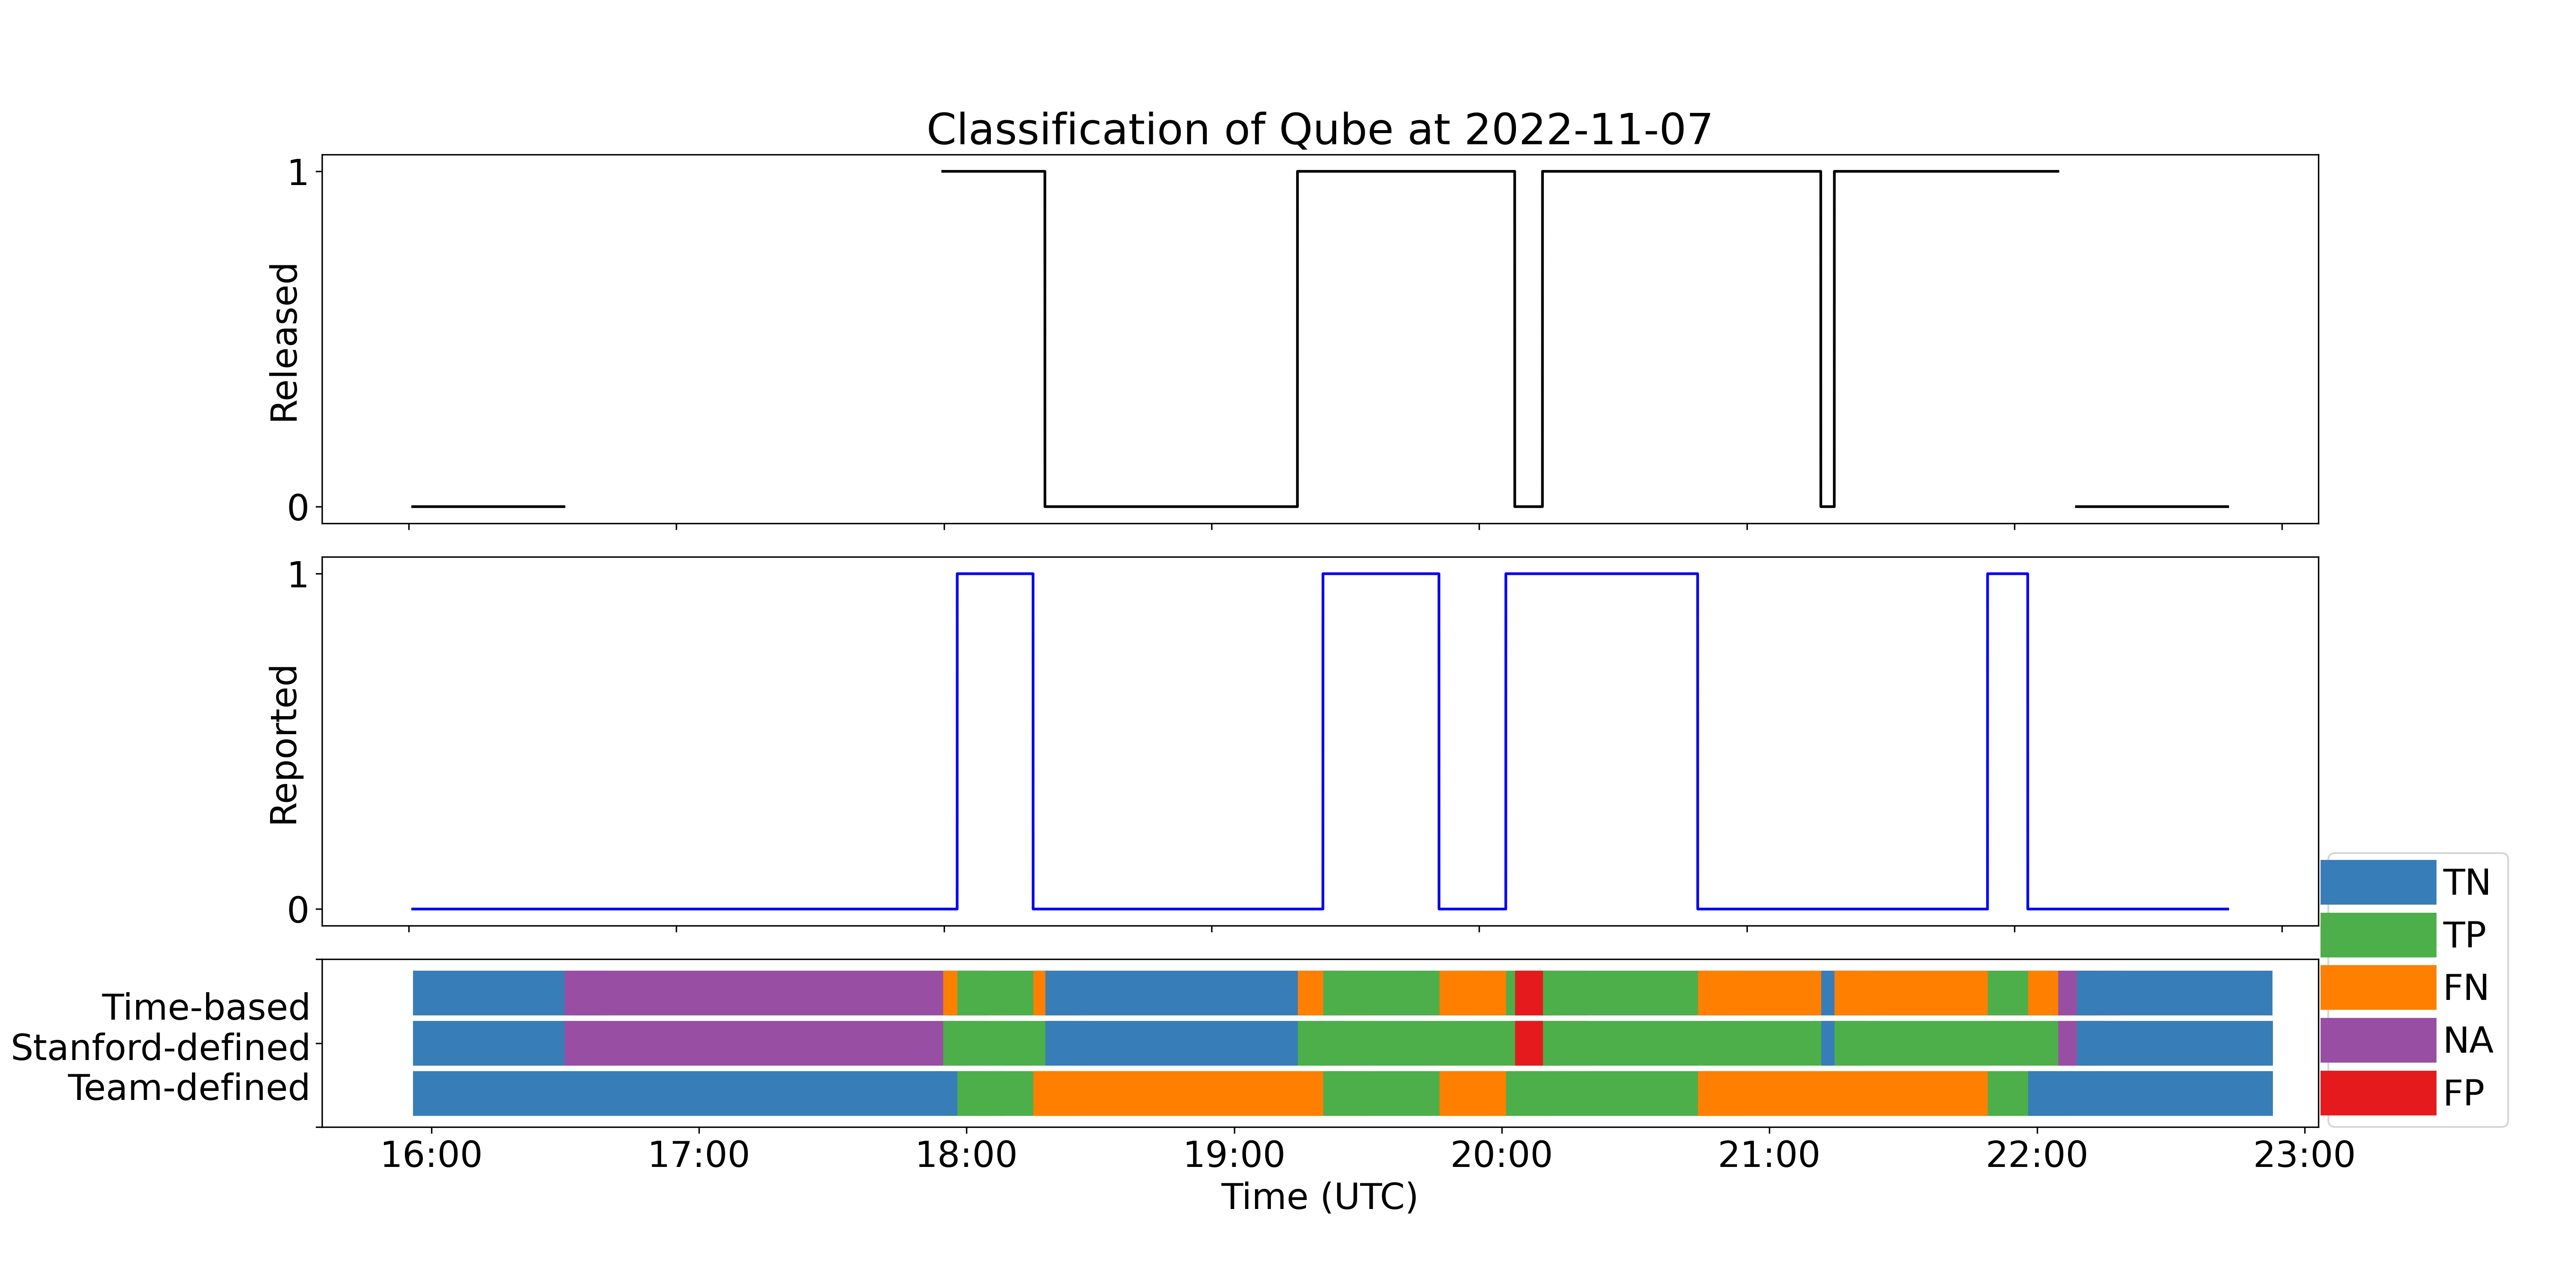 Classification of Qube at 2022-11-07
1
Released
0
1
Reported
0
TN
TP
FN
NA
FP
Time-based
Stanford-defined
Team-defined
16:00 17:00 18:00 19:00 20:00 21:00 22:00 23:00
Time (UTC)